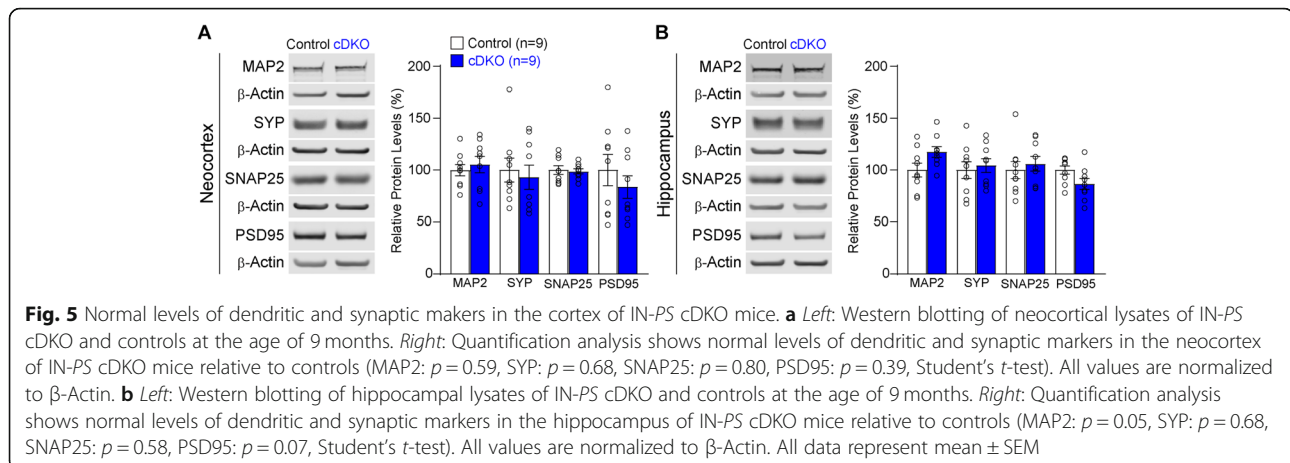 A
B
Control cDKO
Control (n=9)
cDKO (n=9)
Control cDKO
Neocortex
MAP2
β-Actin
SYP
β-Actin
SNAP25
β-Actin
PSD95
β-Actin
Relative Protein Levels (%)
200
150
100
50
0
MAP2 SYP SNAP25 PSD95
Hippocampus
MAP2
β-Actin
SYP
β-Actin
SNAP25
β-Actin
PSD95
β-Actin
Relative Protein Levels (%)
200
150
100
50
0
MAP2 SYP SNAP25 PSD95
Fig. 5 Normal levels of dendritic and synaptic makers in the cortex of IN-PS cDKO mice. a Left: Western blotting of neocortical lysates of IN-PS
cDKO and controls at the age of 9 months. Right: Quantification analysis shows normal levels of dendritic and synaptic markers in the neocortex
of IN-PS cDKO mice relative to controls (MAP2: p = 0.59, SYP: p = 0.68, SNAP25: p = 0.80, PSD95: p = 0.39, Student's t-test). All values are normalized
to β-Actin. b Left: Western blotting of hippocampal lysates of IN-PS cDKO and controls at the age of 9 months. Right: Quantification analysis
shows normal levels of dendritic and synaptic markers in the hippocampus of IN-PS cDKO mice relative to controls (MAP2: p = 0.05, SYP: p = 0.68,
SNAP25: p = 0.58, PSD95: p = 0.07, Student's t-test). All values are normalized to β-Actin. All data represent mean ± SEM